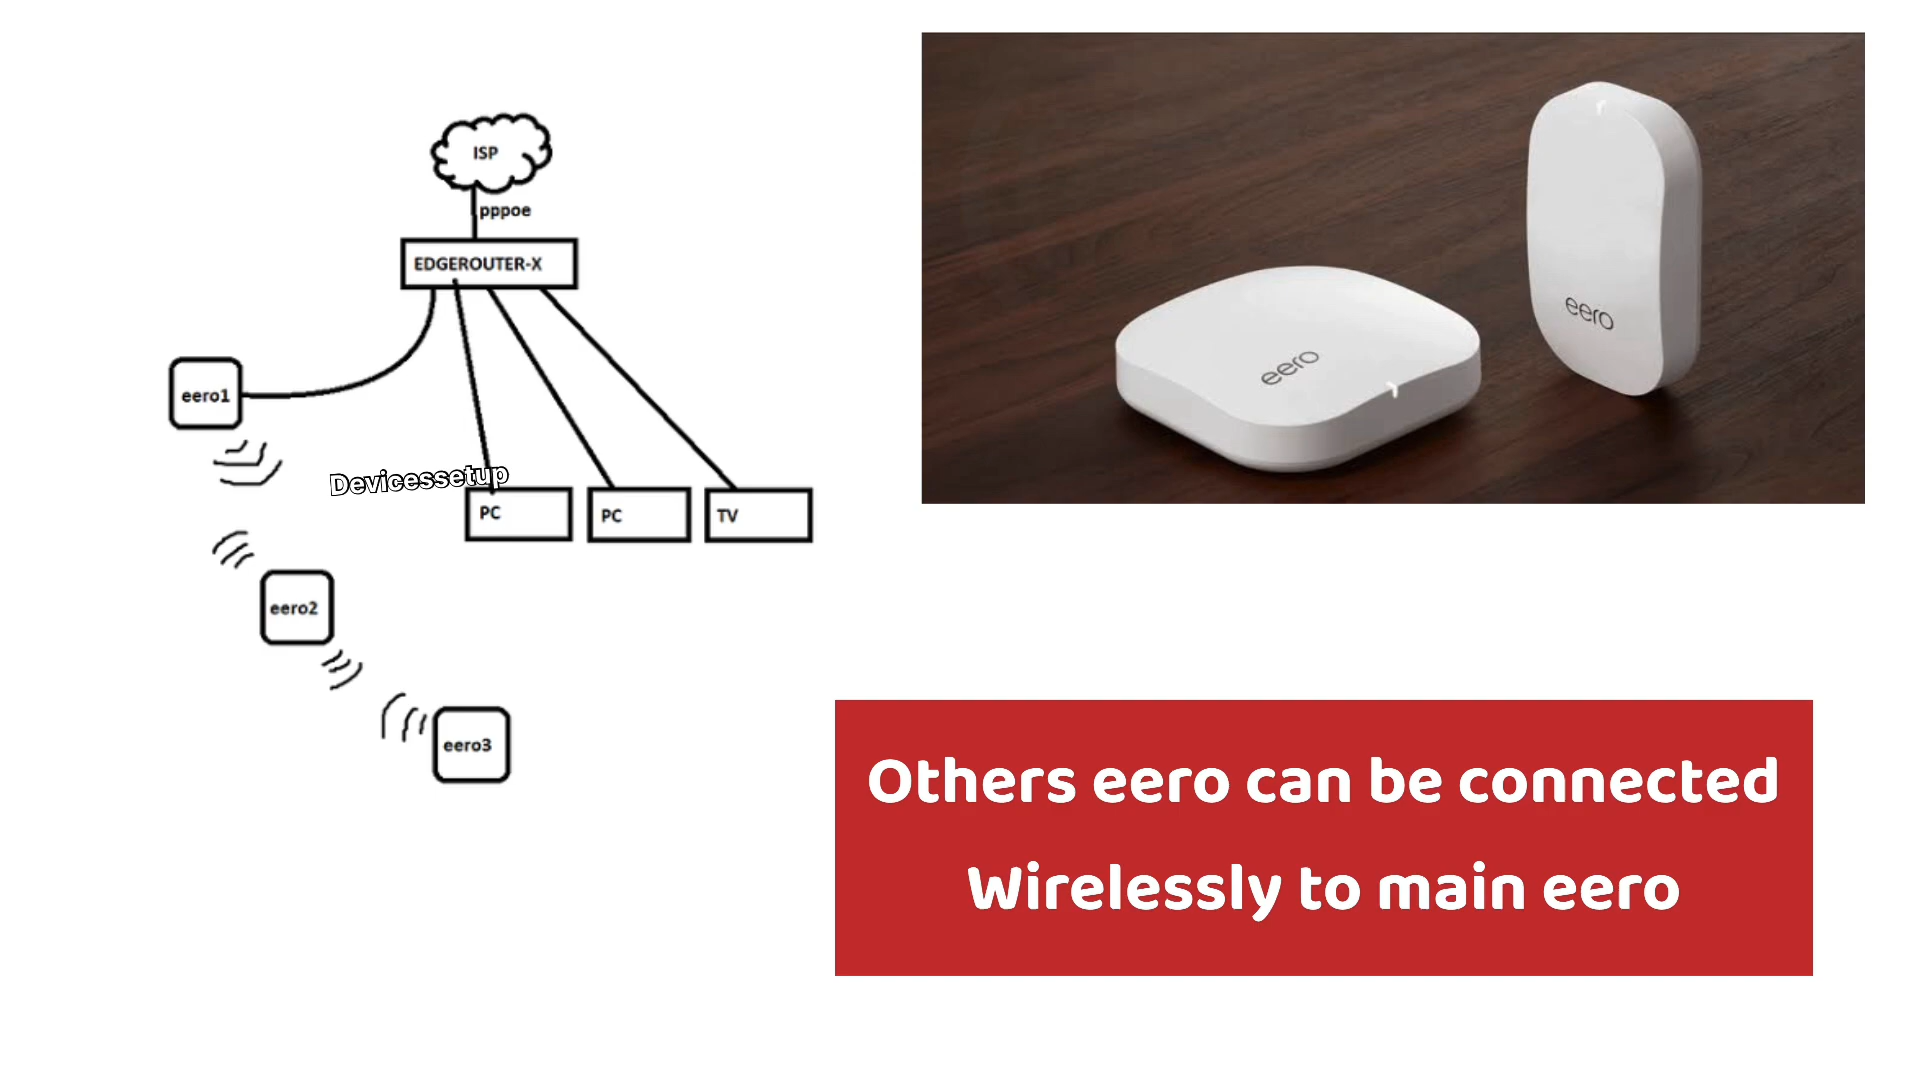 ISP
pppoe
EDGEROUTER-X
eero1
Devicessetup
PC
PC
TV
eero2
eero3
eero
eero
Others eero can be connected
Wirelessly to main eero